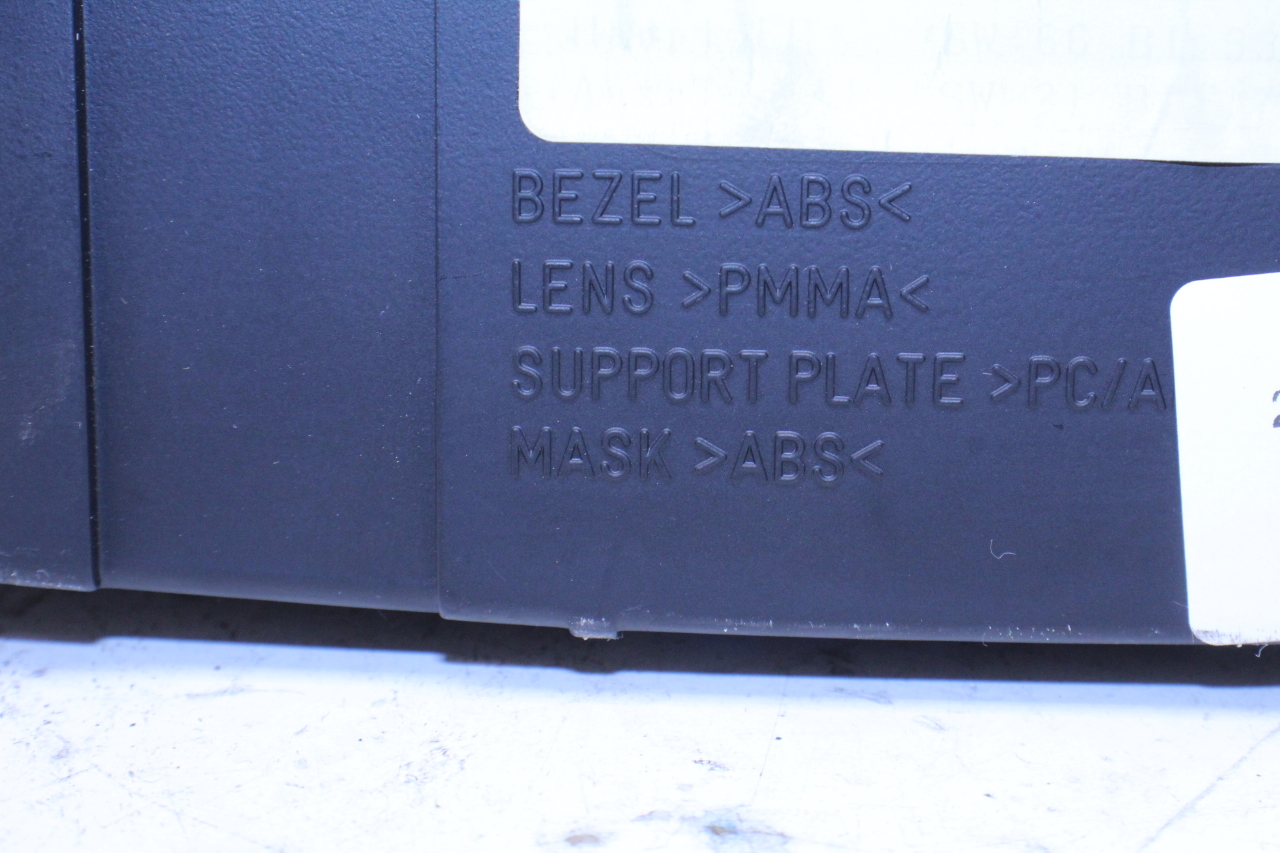 BEZEL >ABS<
LENS >PMMA<
SUPPORT PLATE >PC/A
MASK >ABS<